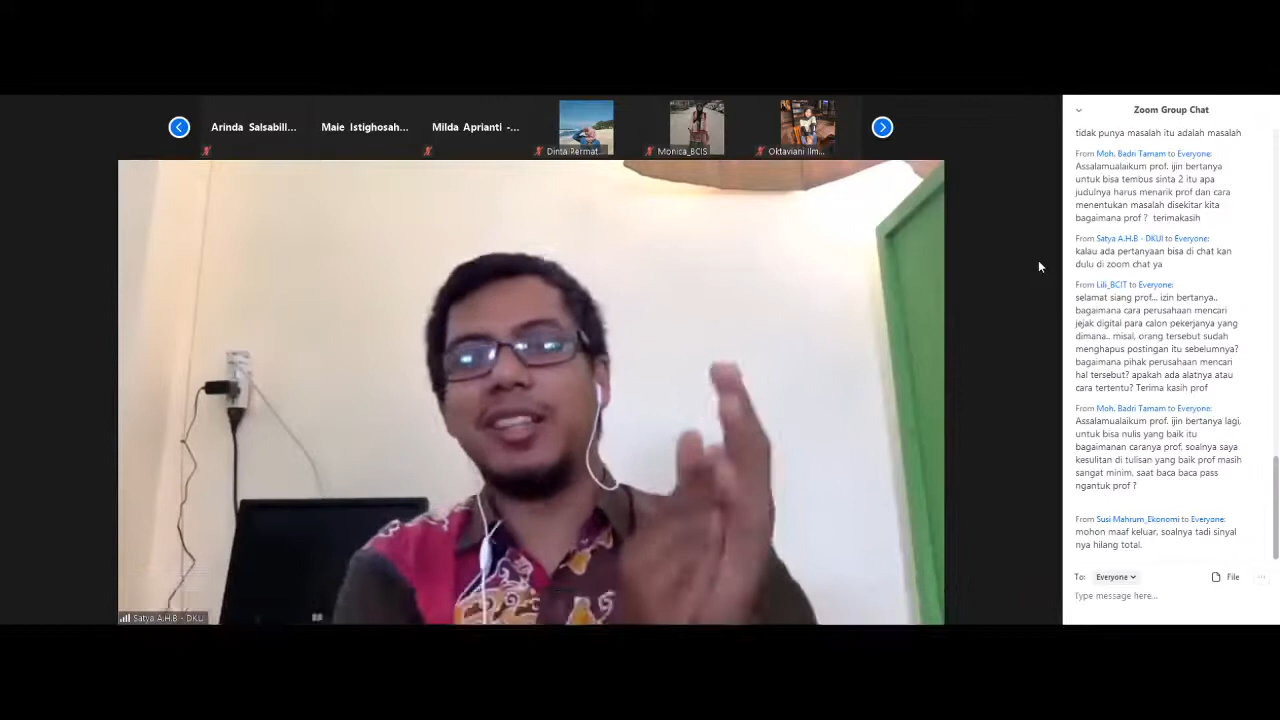 Arinda Salsabill...
Maie Istighosah...
Milda Aprianti -...
Dinta Permat...
Monica_BCIS
Oktaviani Ilm...
Satya A.H.B - DKUI
Zoom Group Chat
tidak punya masalah itu adalah masalah
From Moh. Badri Tamam to Everyone:
Assalamualaikum prof. ijin bertanya
untuk bisa tembus sinta 2 itu apa
judulnya harus menarik prof dan cara
menentukan masalah disekitar kita
bagaimana prof ? terimakasih
From Satya A.H.B - DKUI to Everyone:
kalau ada pertanyaan bisa di chat kan
dulu di zoom chat ya
From Lili_BCIT to Everyone:
selamat siang prof... izin bertanya..
bagaimana cara perusahaan mencari
jejak digital para calon pekerjanya yang
dimana.. misal, orang tersebut sudah
menghapus postingan itu sebelumnya?
bagaimana pihak perusahaan mencari
hal tersebut? apakah ada alatnya atau
cara tertentu? Terima kasih prof
From Moh. Badri Tamam to Everyone:
Assalamualaikum prof. ijin bertanya lagi,
untuk bisa nulis yang baik itu
bagaimanan caranya prof. soalnya saya
kesulitan di tulisan yang baik prof masih
sangat minim, saat baca baca pass
ngantuk prof ?
From Susi Mahrum_Ekonomi to Everyone:
mohon maaf keluar, soalnya tadi sinyal
nya hilang total.
To: Everyone
File
...
Type message here...